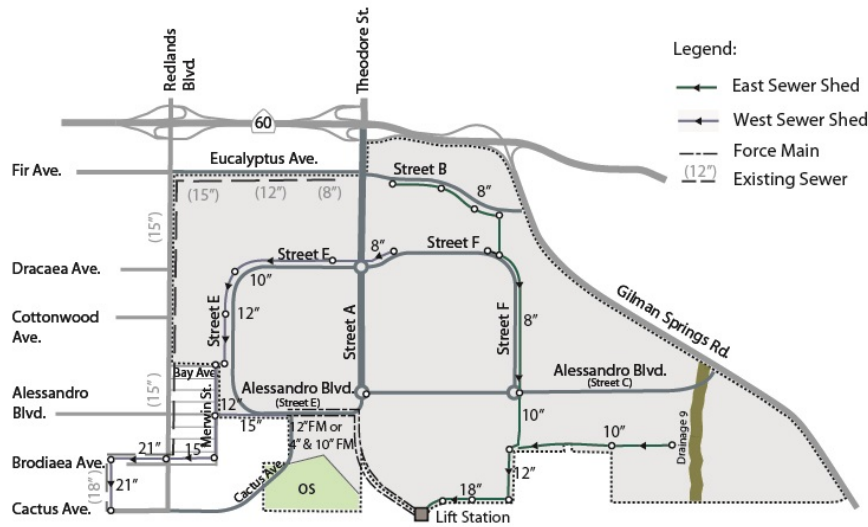 Redlands
Blvd.
Theodore St.
Legend:
East Sewer Shed
West Sewer Shed
Force Main
(12")
Existing Sewer
60
Fir Ave.
Eucalyptus Ave.
Street B
(15")
(12")
(8")
8"
(15")
Street E
8"
Street F
Dracaea Ave.
10"
Gilman Springs Rd.
Street E
12"
Street A
Street F
8"
Cottonwood
Ave.
Bay Ave.
Alessandro Blvd.
(Street C)
(15")
Merwin St.
12"
Alessandro Blvd.
(Street E)
Alessandro
Blvd.
15"
2"FM or
4" & 10" FM
10"
10"
Drainage 9
21"
15"
Brodiaea Ave.
Cactus Ave.
12"
(18")
21"
OS
18"
Cactus Ave.
Lift Station